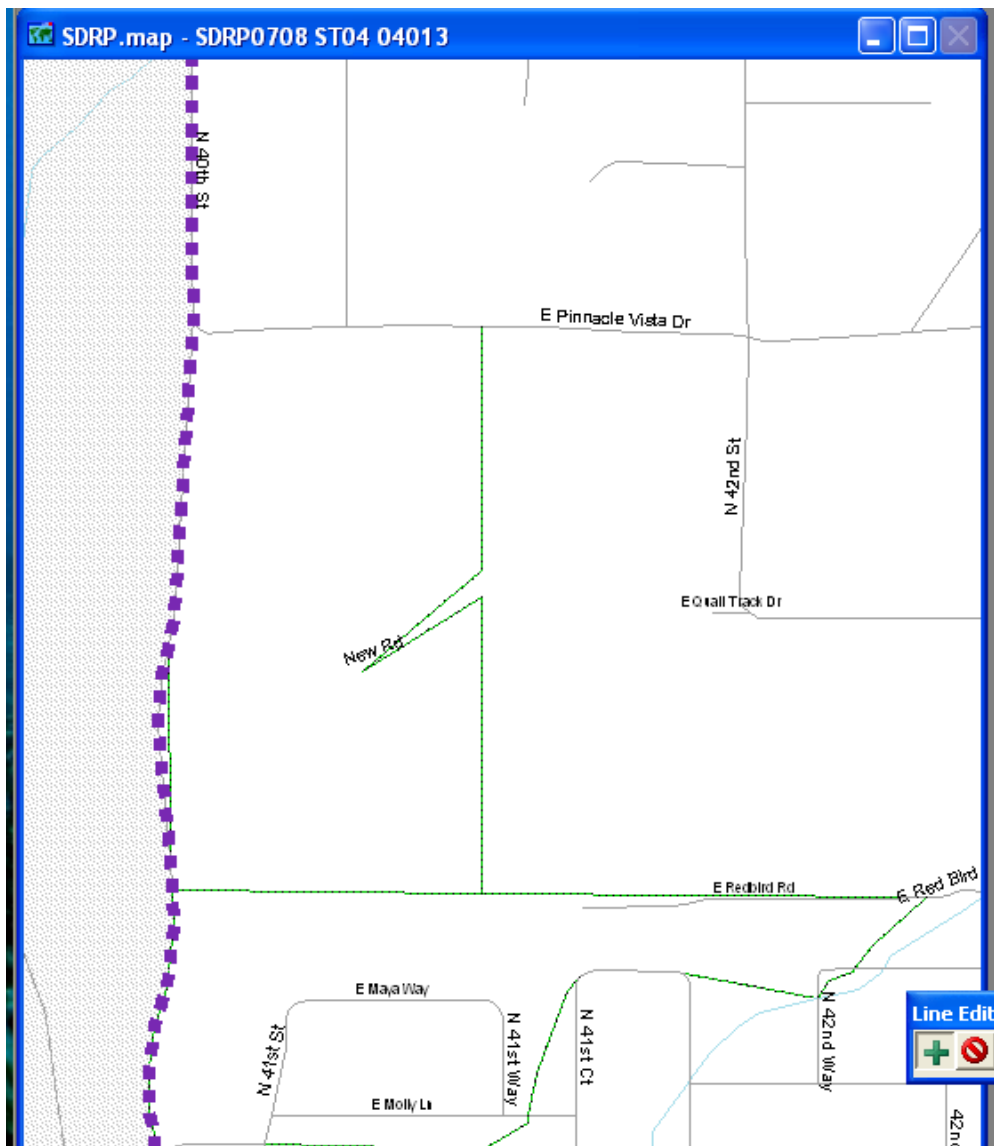 SDRP.map - SDRP0708 ST04 04013
N 40th St
E Pinnacle Vista Dr
N 42nd St
E Quail Track Dr
New Rd
E Redbird Rd
E Red Bird
E Maya Way
N 41st St
N 41st Way
N 41st Ct
N 42nd Way
Line Edit
E Molly Ln
42nd